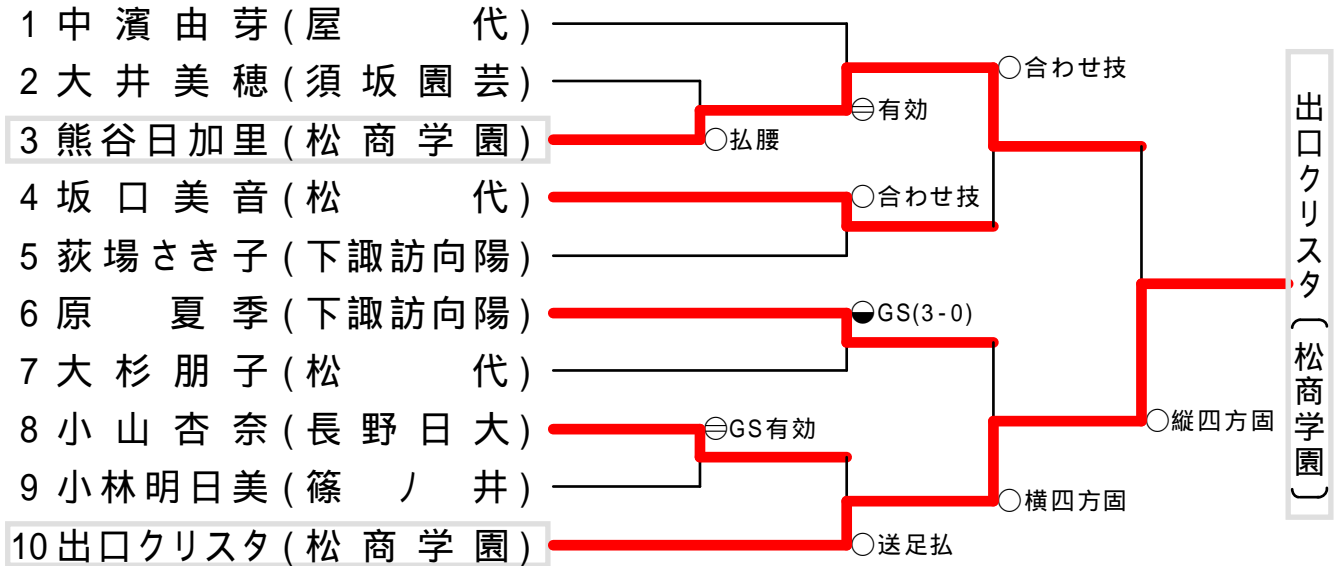 1 中濱由芽(屋代)
2 大井美穂(須坂園芸)
3 熊谷日加里(松商学園)
4 坂口美音(松代)
5 荻場さき子(下諏訪向陽)
6 原夏季(下諏訪向陽)
7 大杉朋子(松代)
8 小山杏奈(長野日大)
9 小林明日美(篠ノ井)
10 出口クリスタ(松商学園)
○払腰
⊖GS有効
⊖有効
○合わせ技
◒GS(3-0)
○送足払
○合わせ技
○横四方固
○縦四方固
出口クリスタ(松商学園)